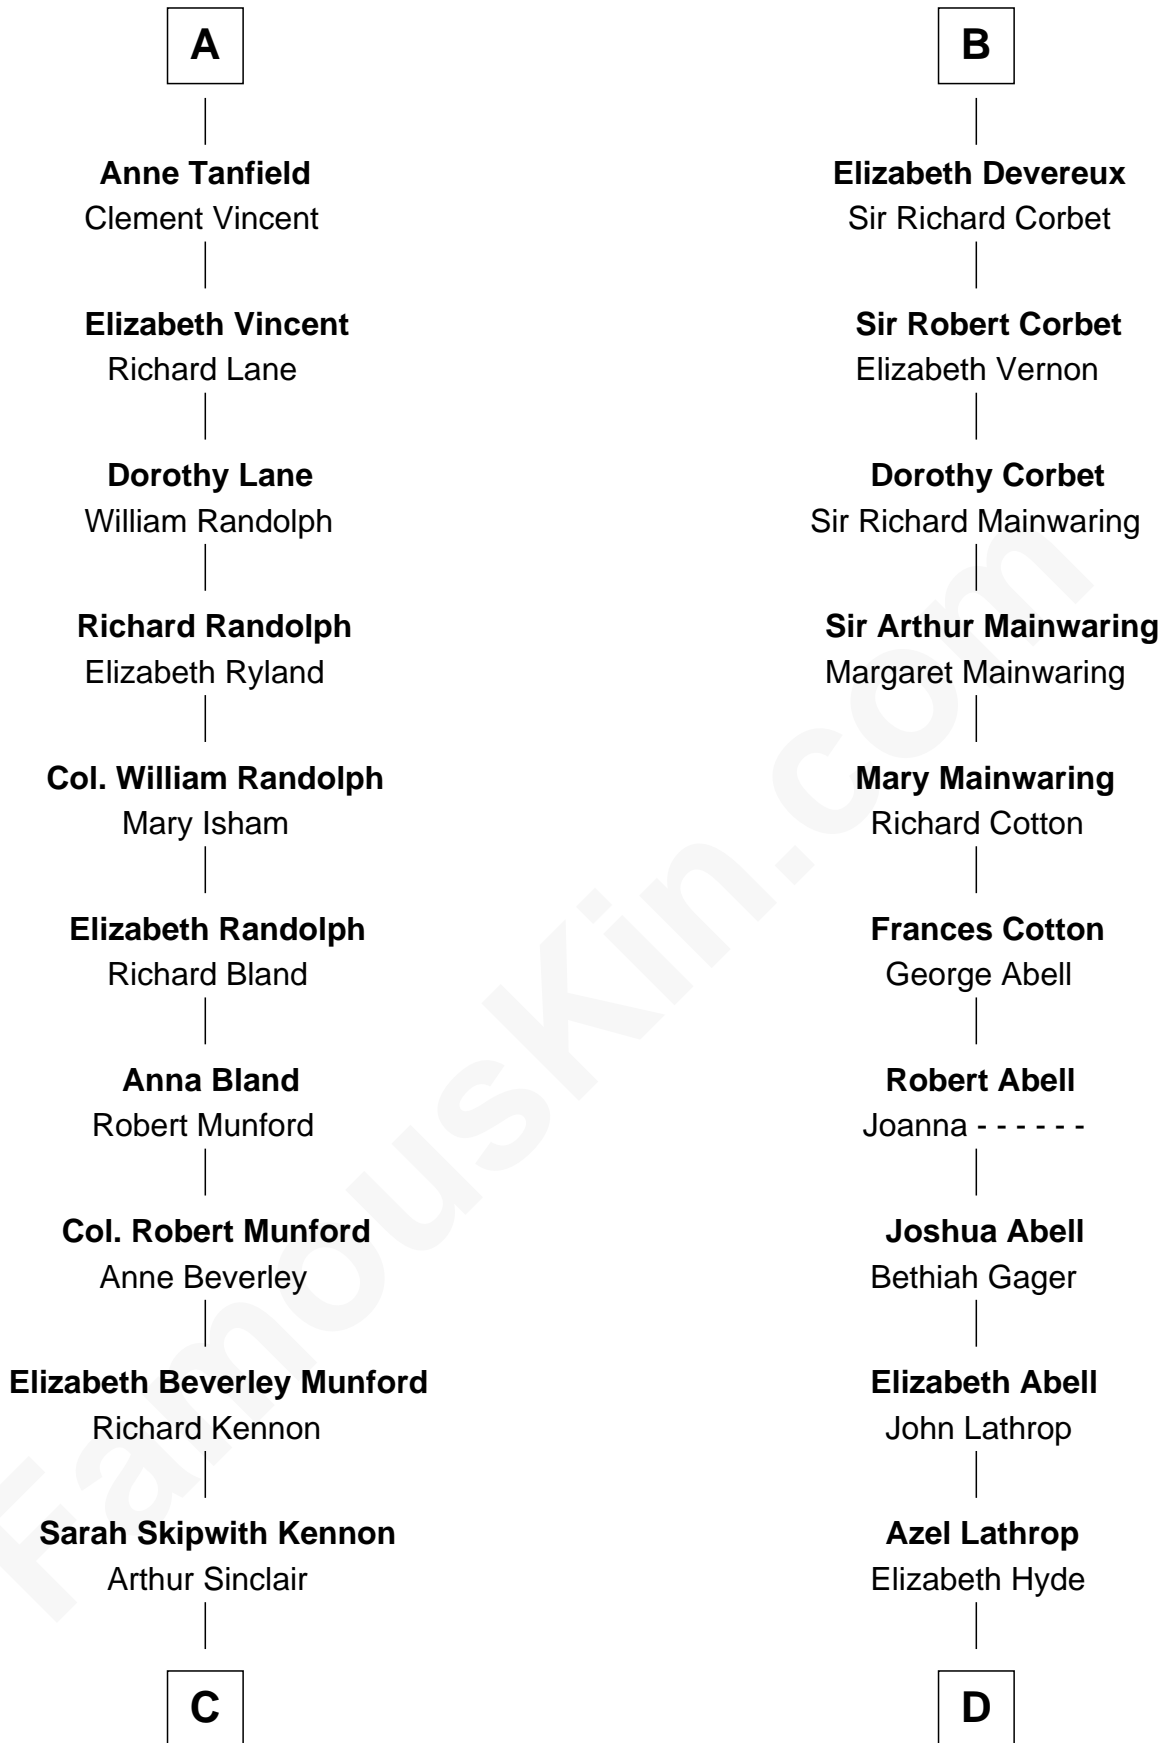 A
Anne Tanfield
Clement Vincent
Elizabeth Vincent
Richard Lane
Dorothy Lane
William Randolph
Richard Randolph
Elizabeth Ryland
Col. William Randolph
Mary Isham
Elizabeth Randolph
Richard Bland
Anna Bland
Robert Munford
Col. Robert Munford
Anne Beverley
Elizabeth Beverley Munford
Richard Kennon
Sarah Skipwith Kennon
Arthur Sinclair
C
B
Elizabeth Devereux
Sir Richard Corbet
Sir Robert Corbet
Elizabeth Vernon
Dorothy Corbet
Sir Richard Mainwaring
Sir Arthur Mainwaring
Margaret Mainwaring
Mary Mainwaring
Richard Cotton
Frances Cotton
George Abell
Robert Abell
Joanna - - - - - -
Joshua Abell
Bethiah Gager
Elizabeth Abell
John Lathrop
Azel Lathrop
Elizabeth Hyde
D
FamousKin.com